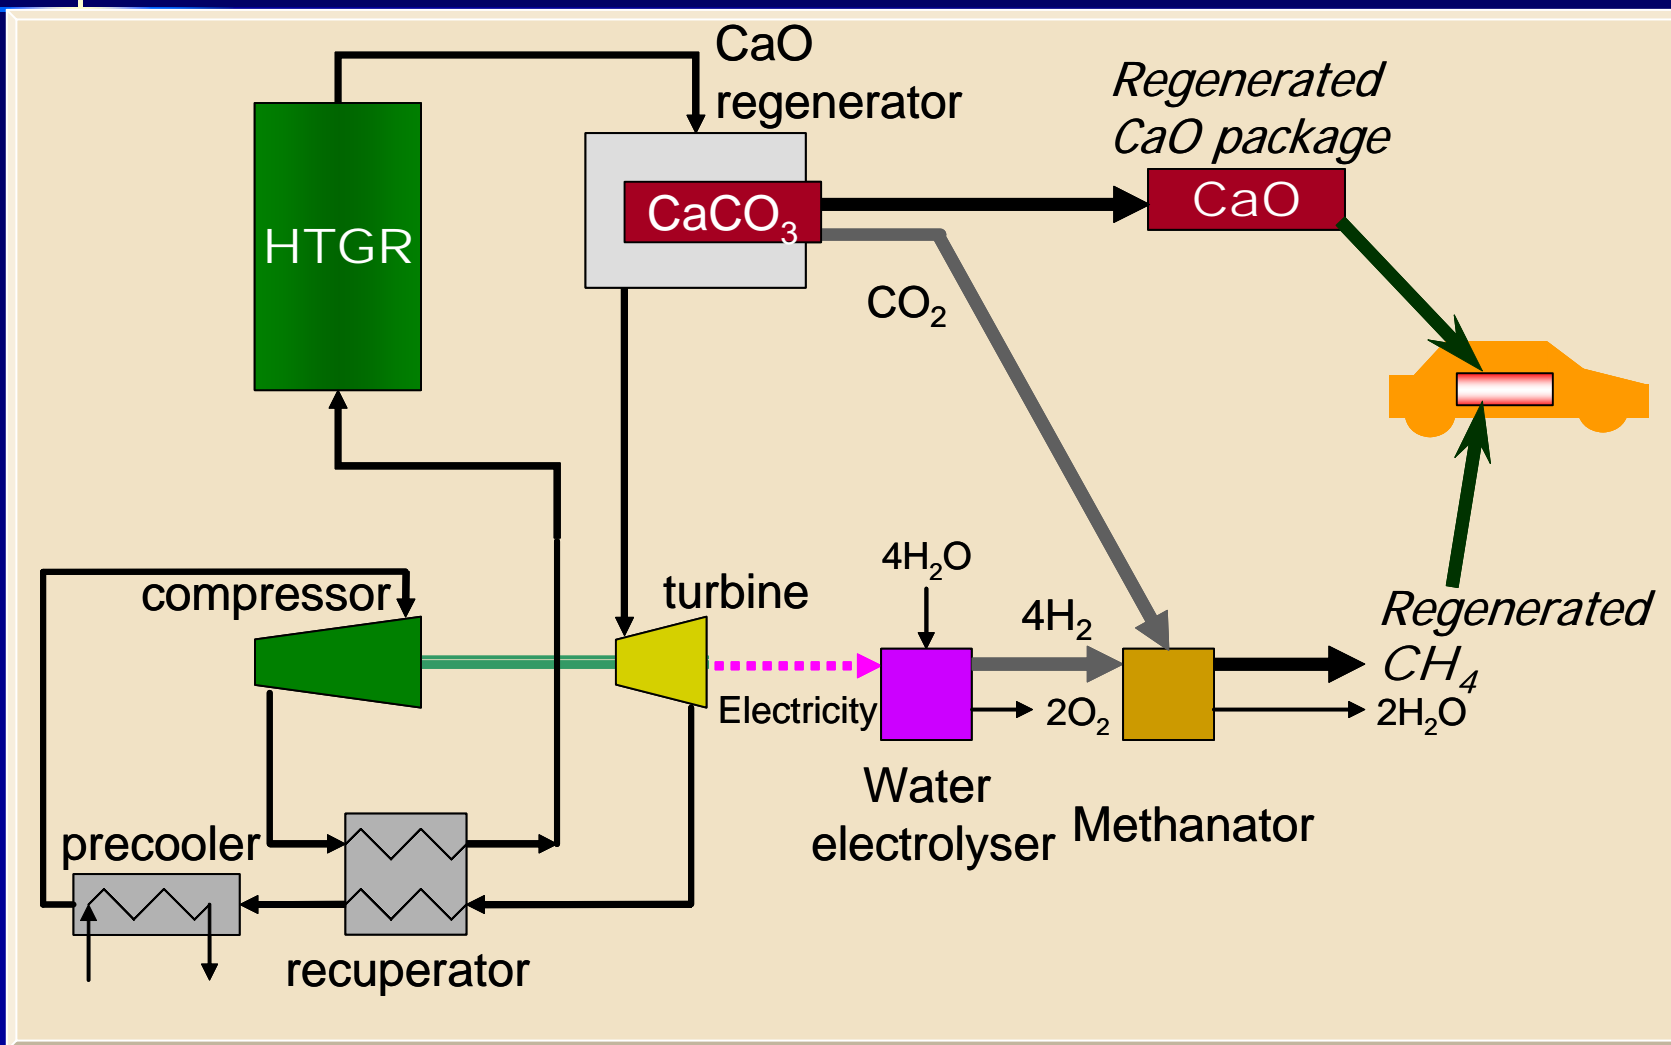 CaO
regenerator
Regenerated
CaO package
HTGR
CaCO₃
CaO
CO₂
4H₂O
compressor
turbine
4H₂
Regenerated
CH₄
Electricity
2O₂
2H₂O
Water
electrolyser
Methanator
precooler
recuperator